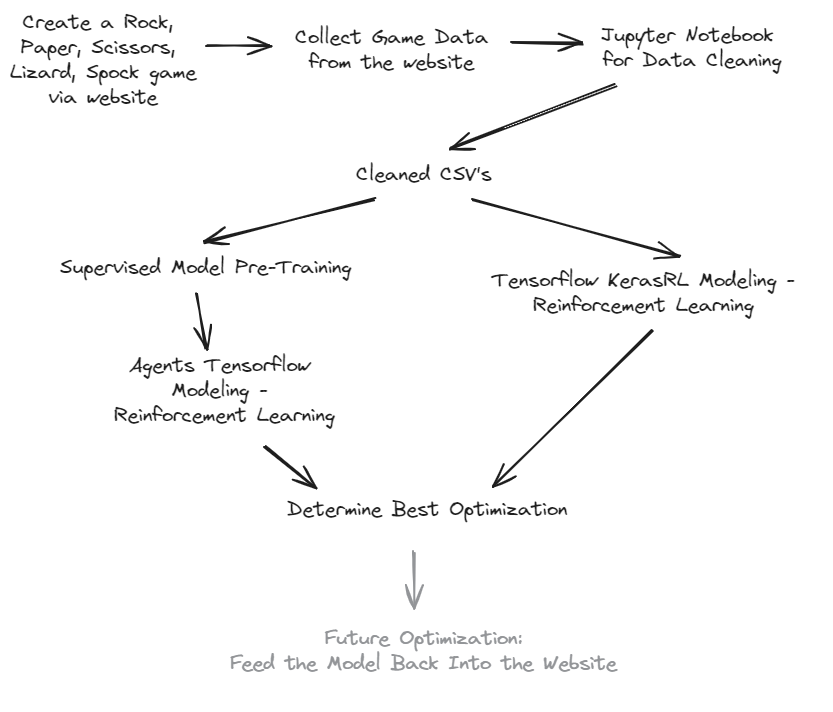 Create a Rock,
Paper, Scissors,
Lizard, Spock game
via website
Collect Game Data
from the website
Jupyter Notebook
for Data Cleaning
Cleaned CSV's
Supervised Model Pre-Training
Tensorflow KerasRL Modeling -
Reinforcement Learning
Agents Tensorflow
Modeling -
Reinforcement Learning
Determine Best Optimization
Future Optimization:
Feed the Model Back Into the Website